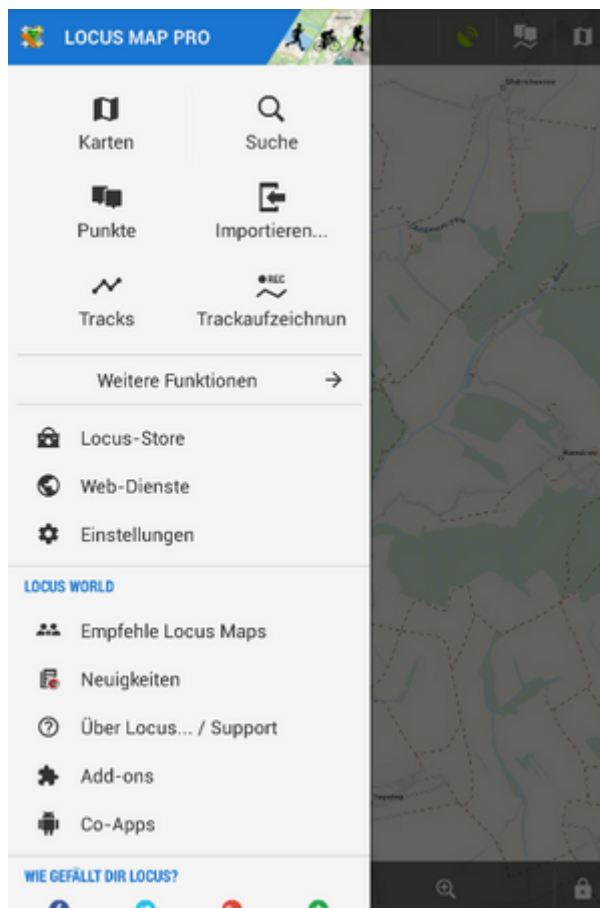 LOCUS MAP PRO
Karten
Suche
Punkte
Importieren...
Tracks
REC
Trackaufzeichnun
Weitere Funktionen
Locus-Store
Web-Dienste
Einstellungen
LOCUS WORLD
Empfehle Locus Maps
Neuigkeiten
Über Locus... / Support
Add-ons
Co-Apps
WIE GEFÄLLT DIR LOCUS?